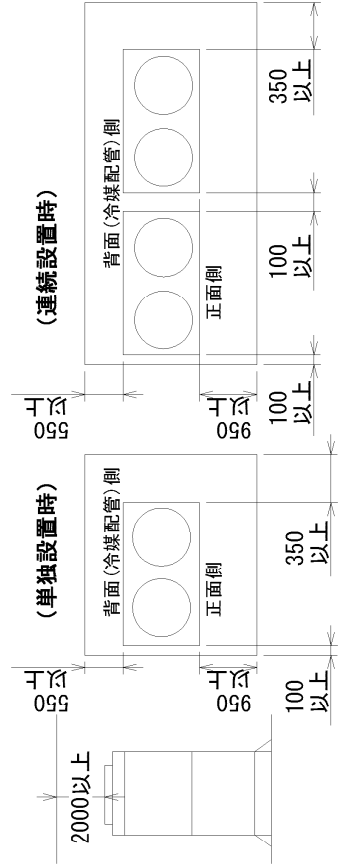 2000以上
(単独設置時)
550
以上
背面(冷媒配管)側
正面側
950
以上
100
以上
350
以上
(連続設置時)
550
以上
背面(冷媒配管)側
正面側
950
以上
100
以上
100
以上
350
以上